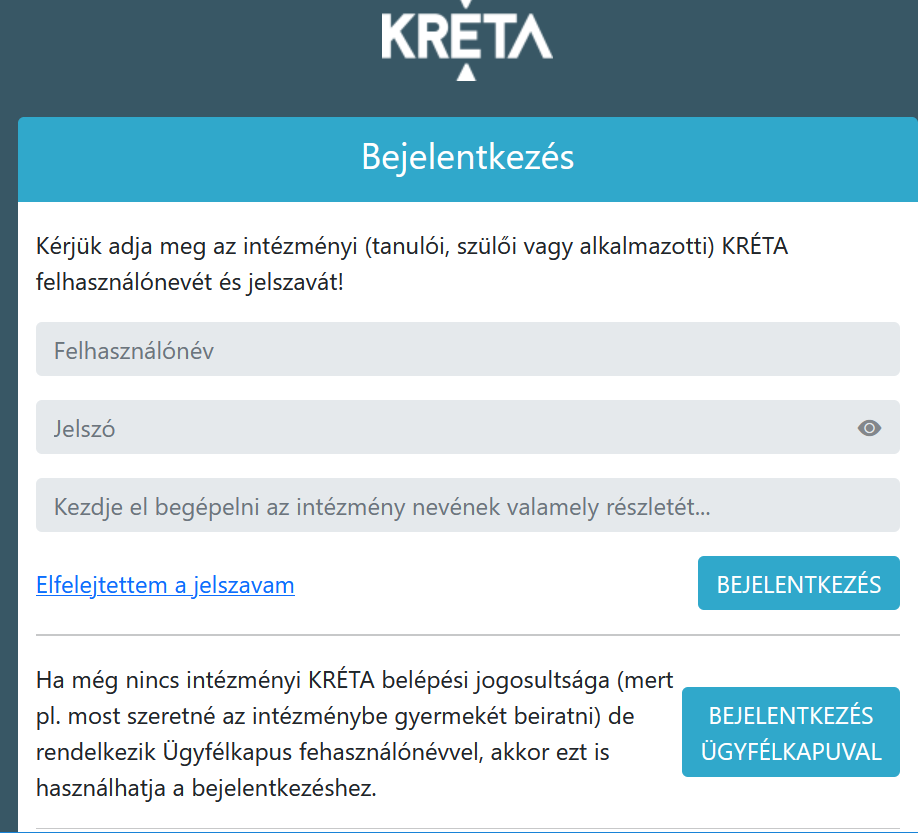 KRÉTA
Bejelentkezés
Kérjük adja meg az intézményi (tanulói, szülői vagy alkalmazotti) KRÉTA
felhasználónevét és jelszavát!
Felhasználónév
Jelszó
Kezdje el begépelni az intézmény nevének valamely részletét...
Elfelejtettem a jelszavam
BEJELENTKEZÉS
Ha még nincs intézményi KRÉTA belépési jogosultsága (mert
pl. most szeretné az intézménybe gyermekét beiratni) de
rendelkezik Ügyfélkapus fehasználónévvel, akkor ezt is
használhatja a bejelentkezéshez.
BEJELENTKEZÉS
ÜGYFÉLKAPUVAL